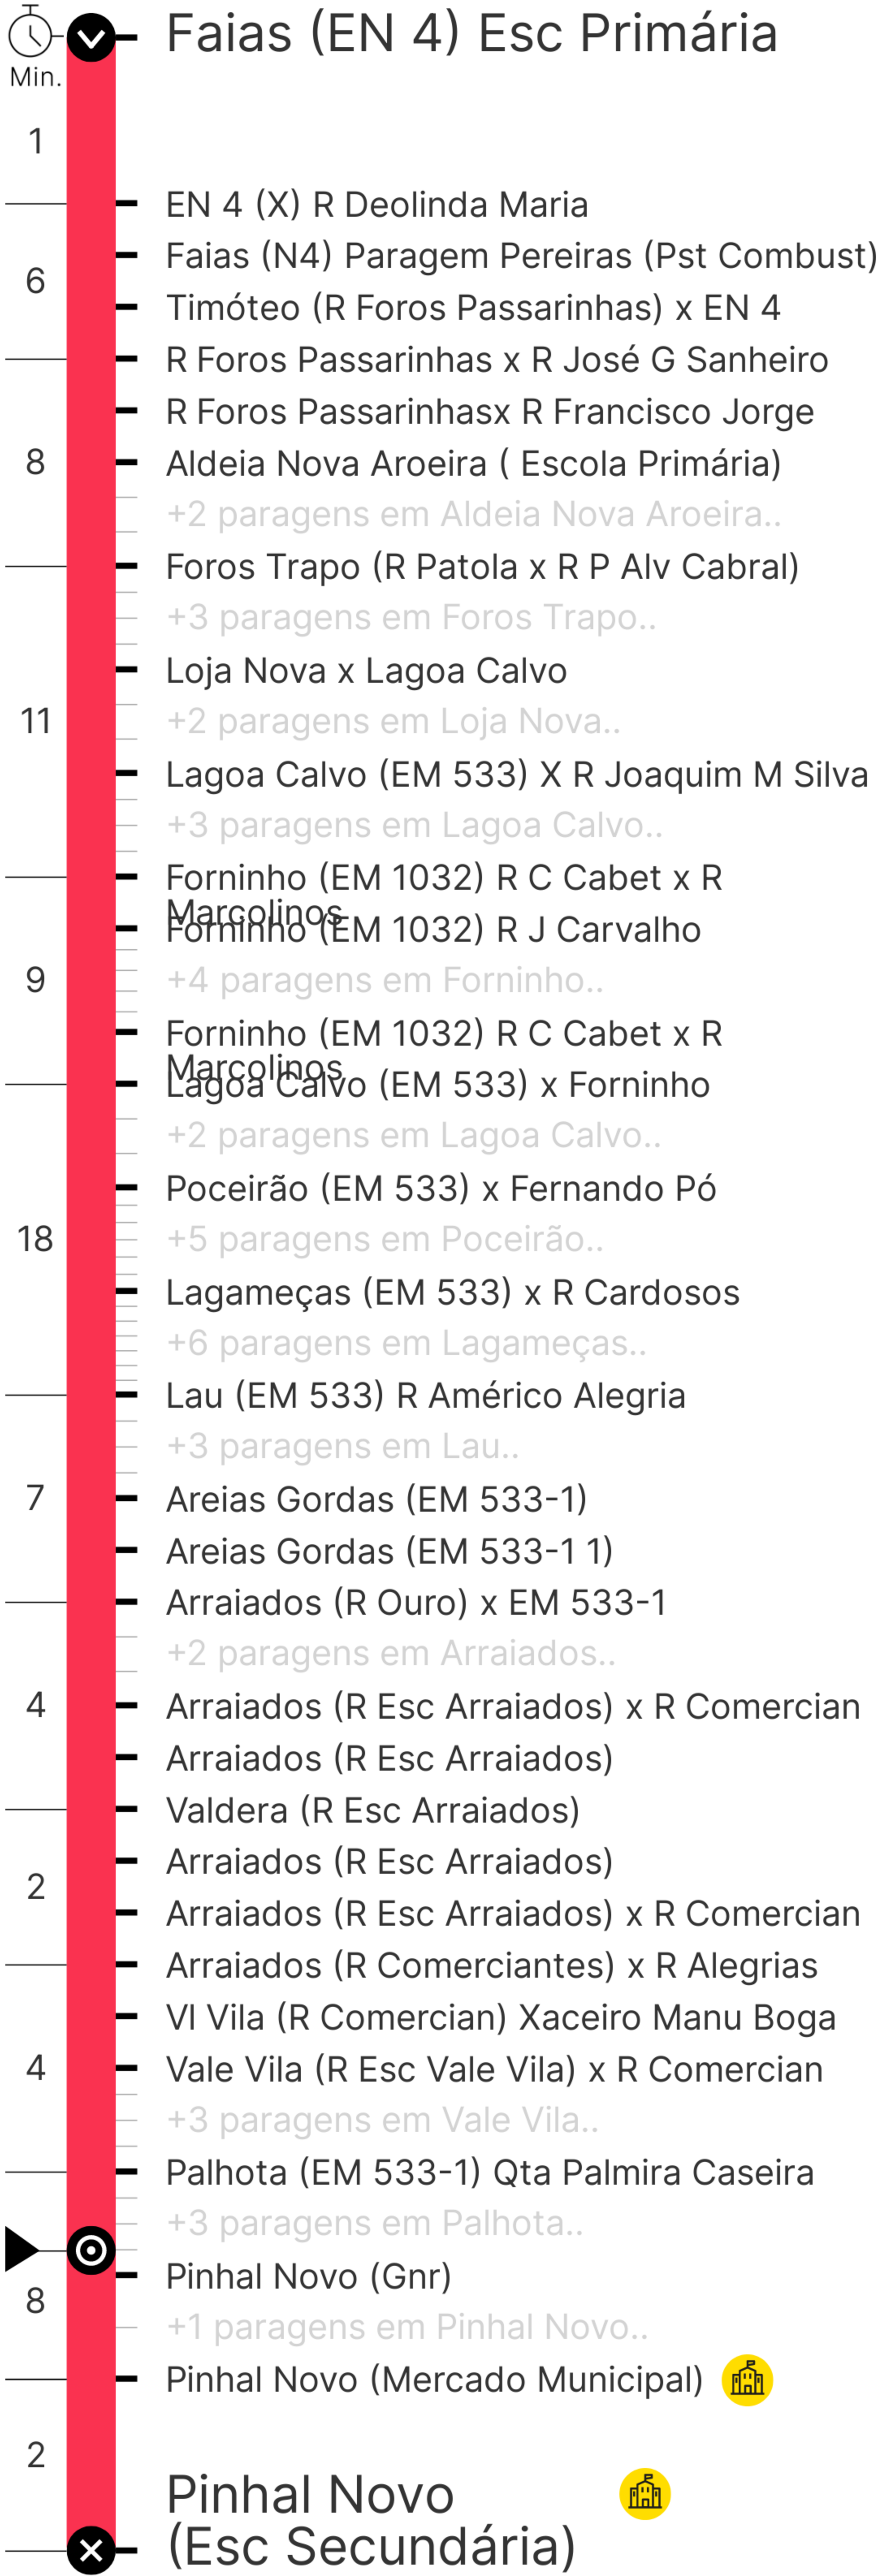 Faias (EN 4) Esc Primária
Min.
1
EN 4 (X) R Deolinda Maria
Faias (N4) Paragem Pereiras (Pst Combust)
6
Timóteo (R Foros Passarinhas) x EN 4
R Foros Passarinhas x R José G Sanheiro
R Foros Passarinhasx R Francisco Jorge
8
Aldeia Nova Aroeira ( Escola Primária)
+2 paragens em Aldeia Nova Aroeira..
Foros Trapo (R Patola x R P Alv Cabral)
+3 paragens em Foros Trapo..
Loja Nova x Lagoa Calvo
11
+2 paragens em Loja Nova..
Lagoa Calvo (EM 533) X R Joaquim M Silva
+3 paragens em Lagoa Calvo..
Forninho (EM 1032) R C Cabet x R
Marcolinos
Forninho (EM 1032) R J Carvalho
9
+4 paragens em Forninho..
Forninho (EM 1032) R C Cabet x R
Marcolinos
Lagoa Calvo (EM 533) x Forninho
+2 paragens em Lagoa Calvo..
Poceirão (EM 533) x Fernando Pó
18
+5 paragens em Poceirão..
Lagameças (EM 533) x R Cardosos
+6 paragens em Lagameças..
Lau (EM 533) R Américo Alegria
+3 paragens em Lau..
7
Areias Gordas (EM 533-1)
Areias Gordas (EM 533-1 1)
Arraiados (R Ouro) x EM 533-1
+2 paragens em Arraiados..
4
Arraiados (R Esc Arraiados) x R Comercian
Arraiados (R Esc Arraiados)
Valdera (R Esc Arraiados)
Arraiados (R Esc Arraiados)
2
Arraiados (R Esc Arraiados) x R Comercian
Arraiados (R Comerciantes) x R Alegrias
Vl Vila (R Comercian) Xaceiro Manu Boga
4
Vale Vila (R Esc Vale Vila) x R Comercian
+3 paragens em Vale Vila..
Palhota (EM 533-1) Qta Palmira Caseira
+3 paragens em Palhota..
Pinhal Novo (Gnr)
8
+1 paragens em Pinhal Novo..
Pinhal Novo (Mercado Municipal)
2
Pinhal Novo
(Esc Secundária)